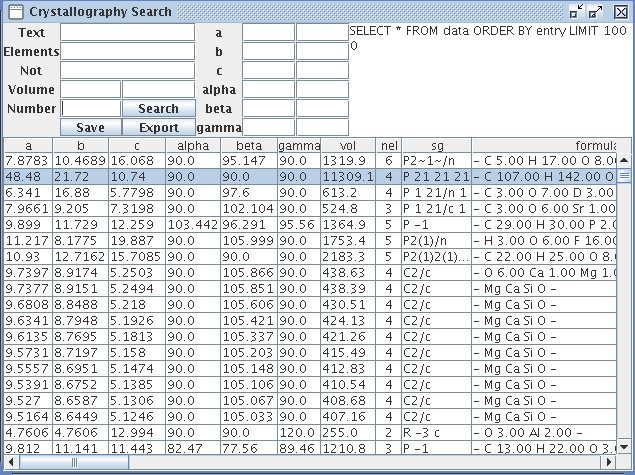 Crystallography Search
Text a SELECT * FROM data ORDER BY entry LIMIT 100
Elements b 0
Not c
Volume alpha
Number Search beta
Save Export gamma
a b c alpha beta gamma vol nel sg formula
7.8783 10.4689 16.068 90.0 95.147 90.0 1319.9 6 P2~1~/n - C 5.00 H 17.00 O 8.00
48.48 21.72 10.74 90.0 90.0 90.0 11309.1 4 P 21 21 21 - C 107.00 H 142.00 O
6.341 16.88 5.7798 90.0 97.6 90.0 613.2 4 P 1 21/n 1 - C 3.00 O 7.00 D 3.00
7.9661 9.205 7.3198 90.0 102.104 90.0 524.8 3 P 1 21/c 1 - C 3.00 O 6.00 Sr 1.00
9.899 11.729 12.259 103.442 96.291 95.56 1364.9 5 P -1 - C 29.00 H 30.00 P 2.0
11.217 8.1775 19.887 90.0 105.999 90.0 1753.4 5 P2(1)/n - H 3.00 O 6.00 F 16.00
10.93 12.7162 15.7085 90.0 90.0 90.0 2183.3 5 P2(1)2(1)... - C 22.00 H 25.00 O 8.
9.7397 8.9174 5.2503 90.0 105.866 90.0 438.63 4 C2/c - O 6.00 Ca 1.00 Mg 1.
9.7377 8.9151 5.2494 90.0 105.851 90.0 438.39 4 C2/c - Mg Ca Si O -
9.6808 8.8488 5.218 90.0 105.606 90.0 430.51 4 C2/c - Mg Ca Si O -
9.6341 8.7948 5.1926 90.0 105.421 90.0 424.13 4 C2/c - Mg Ca Si O -
9.6135 8.7695 5.1813 90.0 105.337 90.0 421.26 4 C2/c - Mg Ca Si O -
9.5731 8.7197 5.158 90.0 105.203 90.0 415.49 4 C2/c - Mg Ca Si O -
9.5557 8.6951 5.1474 90.0 105.148 90.0 412.83 4 C2/c - Mg Ca Si O -
9.5391 8.6752 5.1385 90.0 105.106 90.0 410.54 4 C2/c - Mg Ca Si O -
9.527 8.6587 5.1306 90.0 105.067 90.0 408.68 4 C2/c - Mg Ca Si O -
9.5164 8.6449 5.1246 90.0 105.033 90.0 407.16 4 C2/c - Mg Ca Si O -
4.7606 4.7606 12.994 90.0 90.0 120.0 255.0 2 R -3 c - O 3.00 Al 2.00 -
9.812 11.141 11.443 82.47 77.56 89.46 1210.8 3 P -1 - C 13.00 H 22.00 O 3.